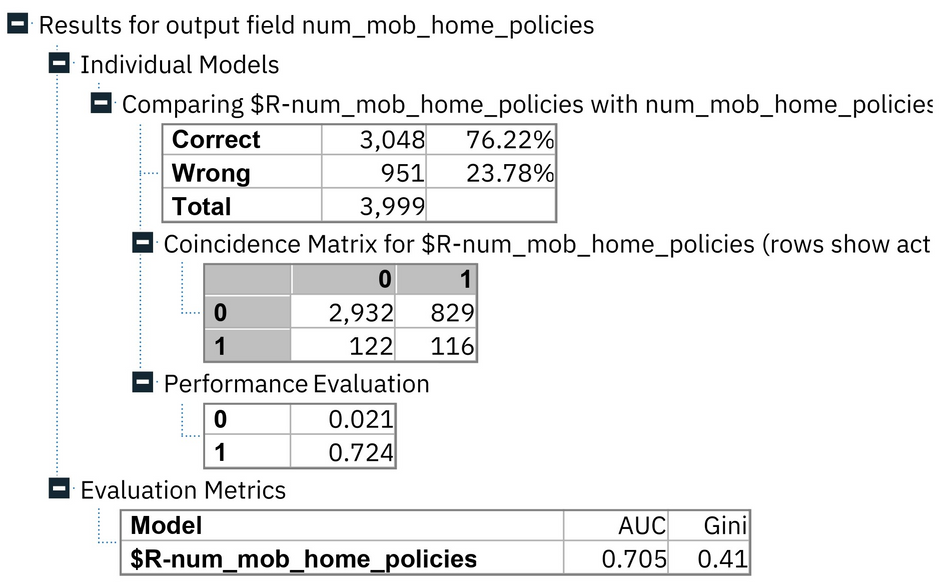 Results for output field num_mob_home_policies
Individual Models
Comparing $R-num_mob_home_policies with num_mob_home_policies
Correct 3,048 76.22%
Wrong 951 23.78%
Total 3,999
Coincidence Matrix for $R-num_mob_home_policies (rows show act
0 1
0 2,932 829
1 122 116
Performance Evaluation
0 0.021
1 0.724
Evaluation Metrics
Model AUC Gini
$R-num_mob_home_policies 0.705 0.41